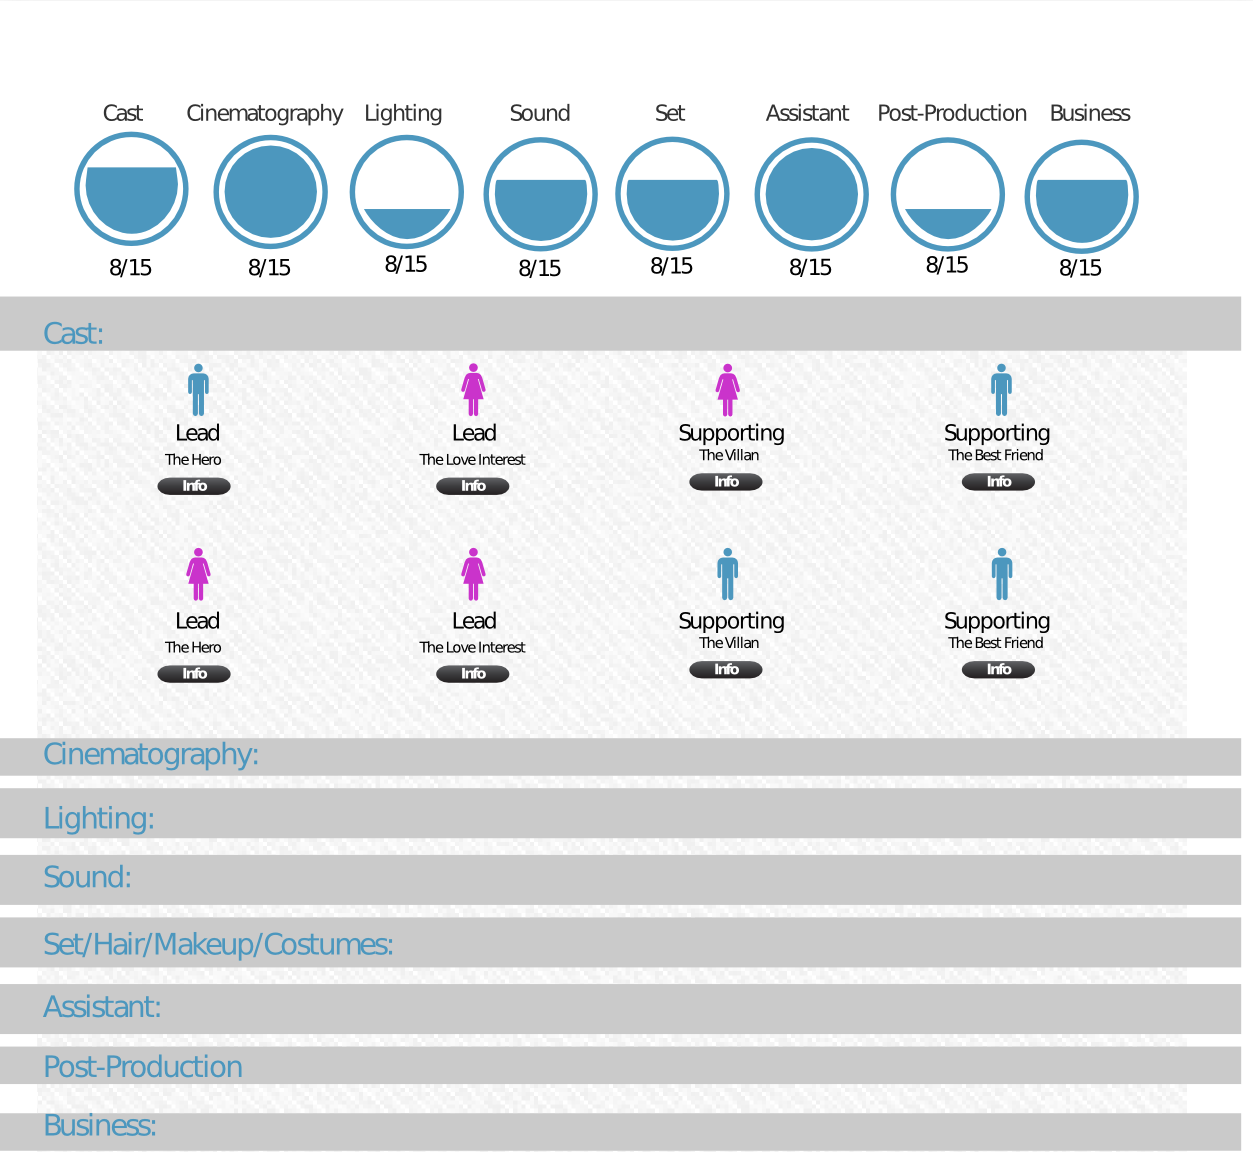 Cast Cinematography Lighting Sound Set Assistant Post-Production Business
8/15 8/15 8/15 8/15 8/15 8/15 8/15 8/15
Cast:
Lead Lead Supporting Supporting
The Hero The Love Interest The Villan The Best Friend
Info Info Info Info
Lead Lead Supporting Supporting
The Hero The Love Interest The Villan The Best Friend
Info Info Info Info
Cinematography:
Lighting:
Sound:
Set/Hair/Makeup/Costumes:
Assistant:
Post-Production
Business: